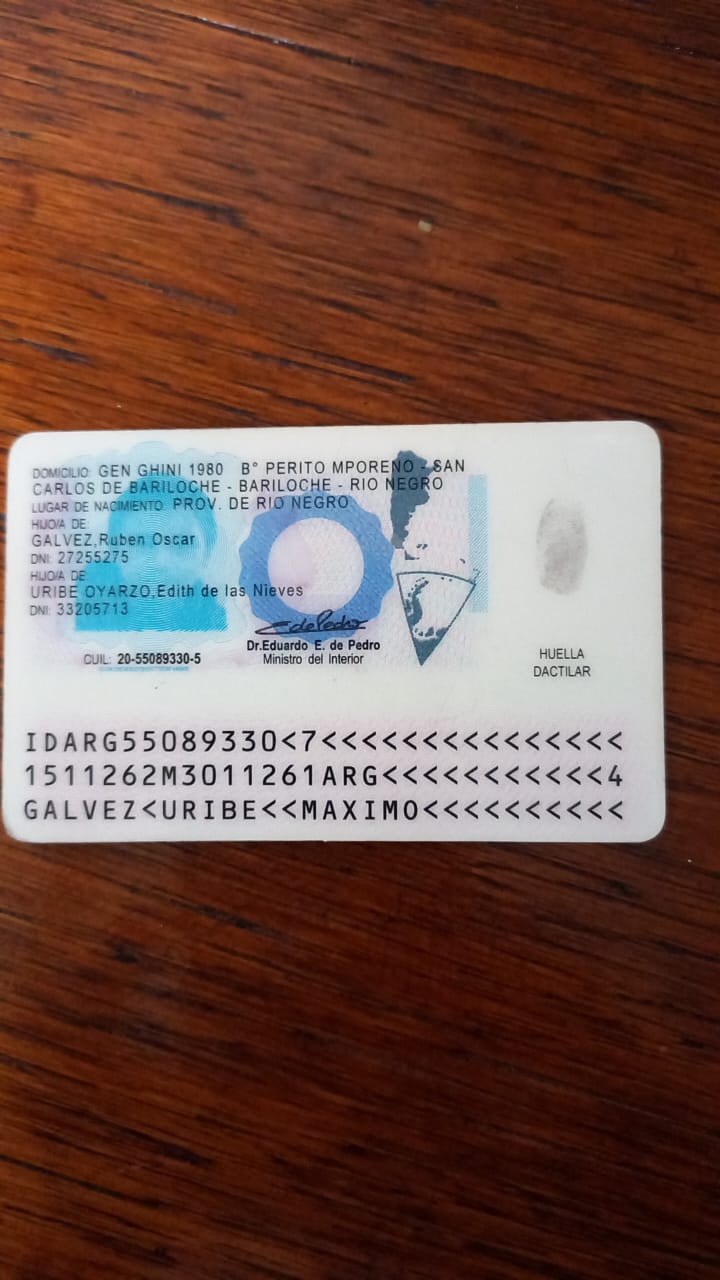 DOMICILIO: GEN GHINI 1980 B° PERITO MPORENO - SAN
CARLOS DE BARILOCHE - BARILOCHE - RIO NEGRO
LUGAR DE NACIMIENTO: PROV. DE RIO NEGRO
HIJO/A DE:
GALVEZ,Ruben Oscar
DNI: 27255275
HIJO/A DE:
URIBE OYARZO,Edith de las Nieves
DNI: 33205713
CUIL: 20-55089330-5
EdePedro
Dr.Eduardo E. de Pedro
Ministro del Interior
HUELLA
DACTILAR
IDARG55089330<7<<<<<<<<<<<<<<<
1511262M3011261ARG<<<<<<<<<<<4
GALVEZ<URIBE<<MAXIMO<<<<<<<<<<